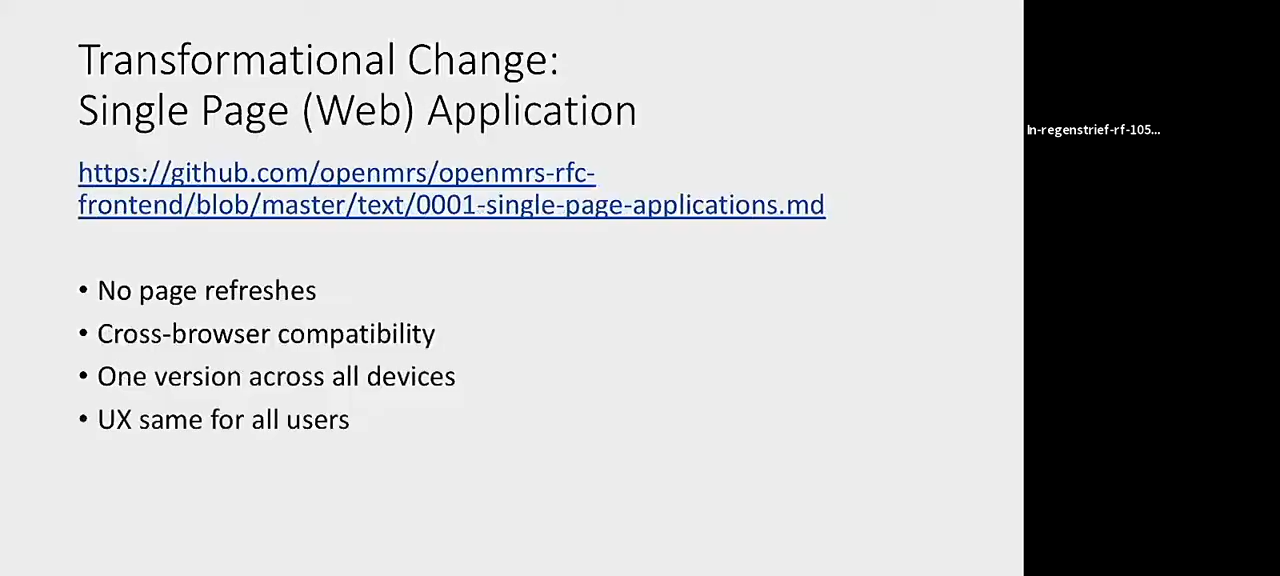 Transformational Change:
Single Page (Web) Application
https://github.com/openmrs/openmrs-rfc-
frontend/blob/master/text/0001-single-page-applications.md
• No page refreshes
• Cross-browser compatibility
• One version across all devices
• UX same for all users
ln-regenstrief-rf-105...